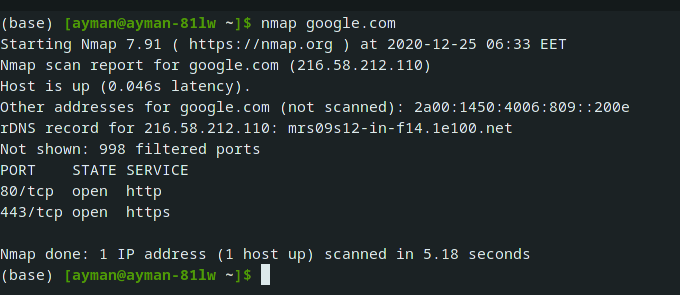 (base) [ayman@ayman-81lw ~]$ nmap google.com
Starting Nmap 7.91 ( https://nmap.org ) at 2020-12-25 06:33 EET
Nmap scan report for google.com (216.58.212.110)
Host is up (0.046s latency).
Other addresses for google.com (not scanned): 2a00:1450:4006:809::200e
rDNS record for 216.58.212.110: mrs09s12-in-f14.1e100.net
Not shown: 998 filtered ports
PORT    STATE SERVICE
80/tcp  open  http
443/tcp open  https
Nmap done: 1 IP address (1 host up) scanned in 5.18 seconds
(base) [ayman@ayman-81lw ~]$